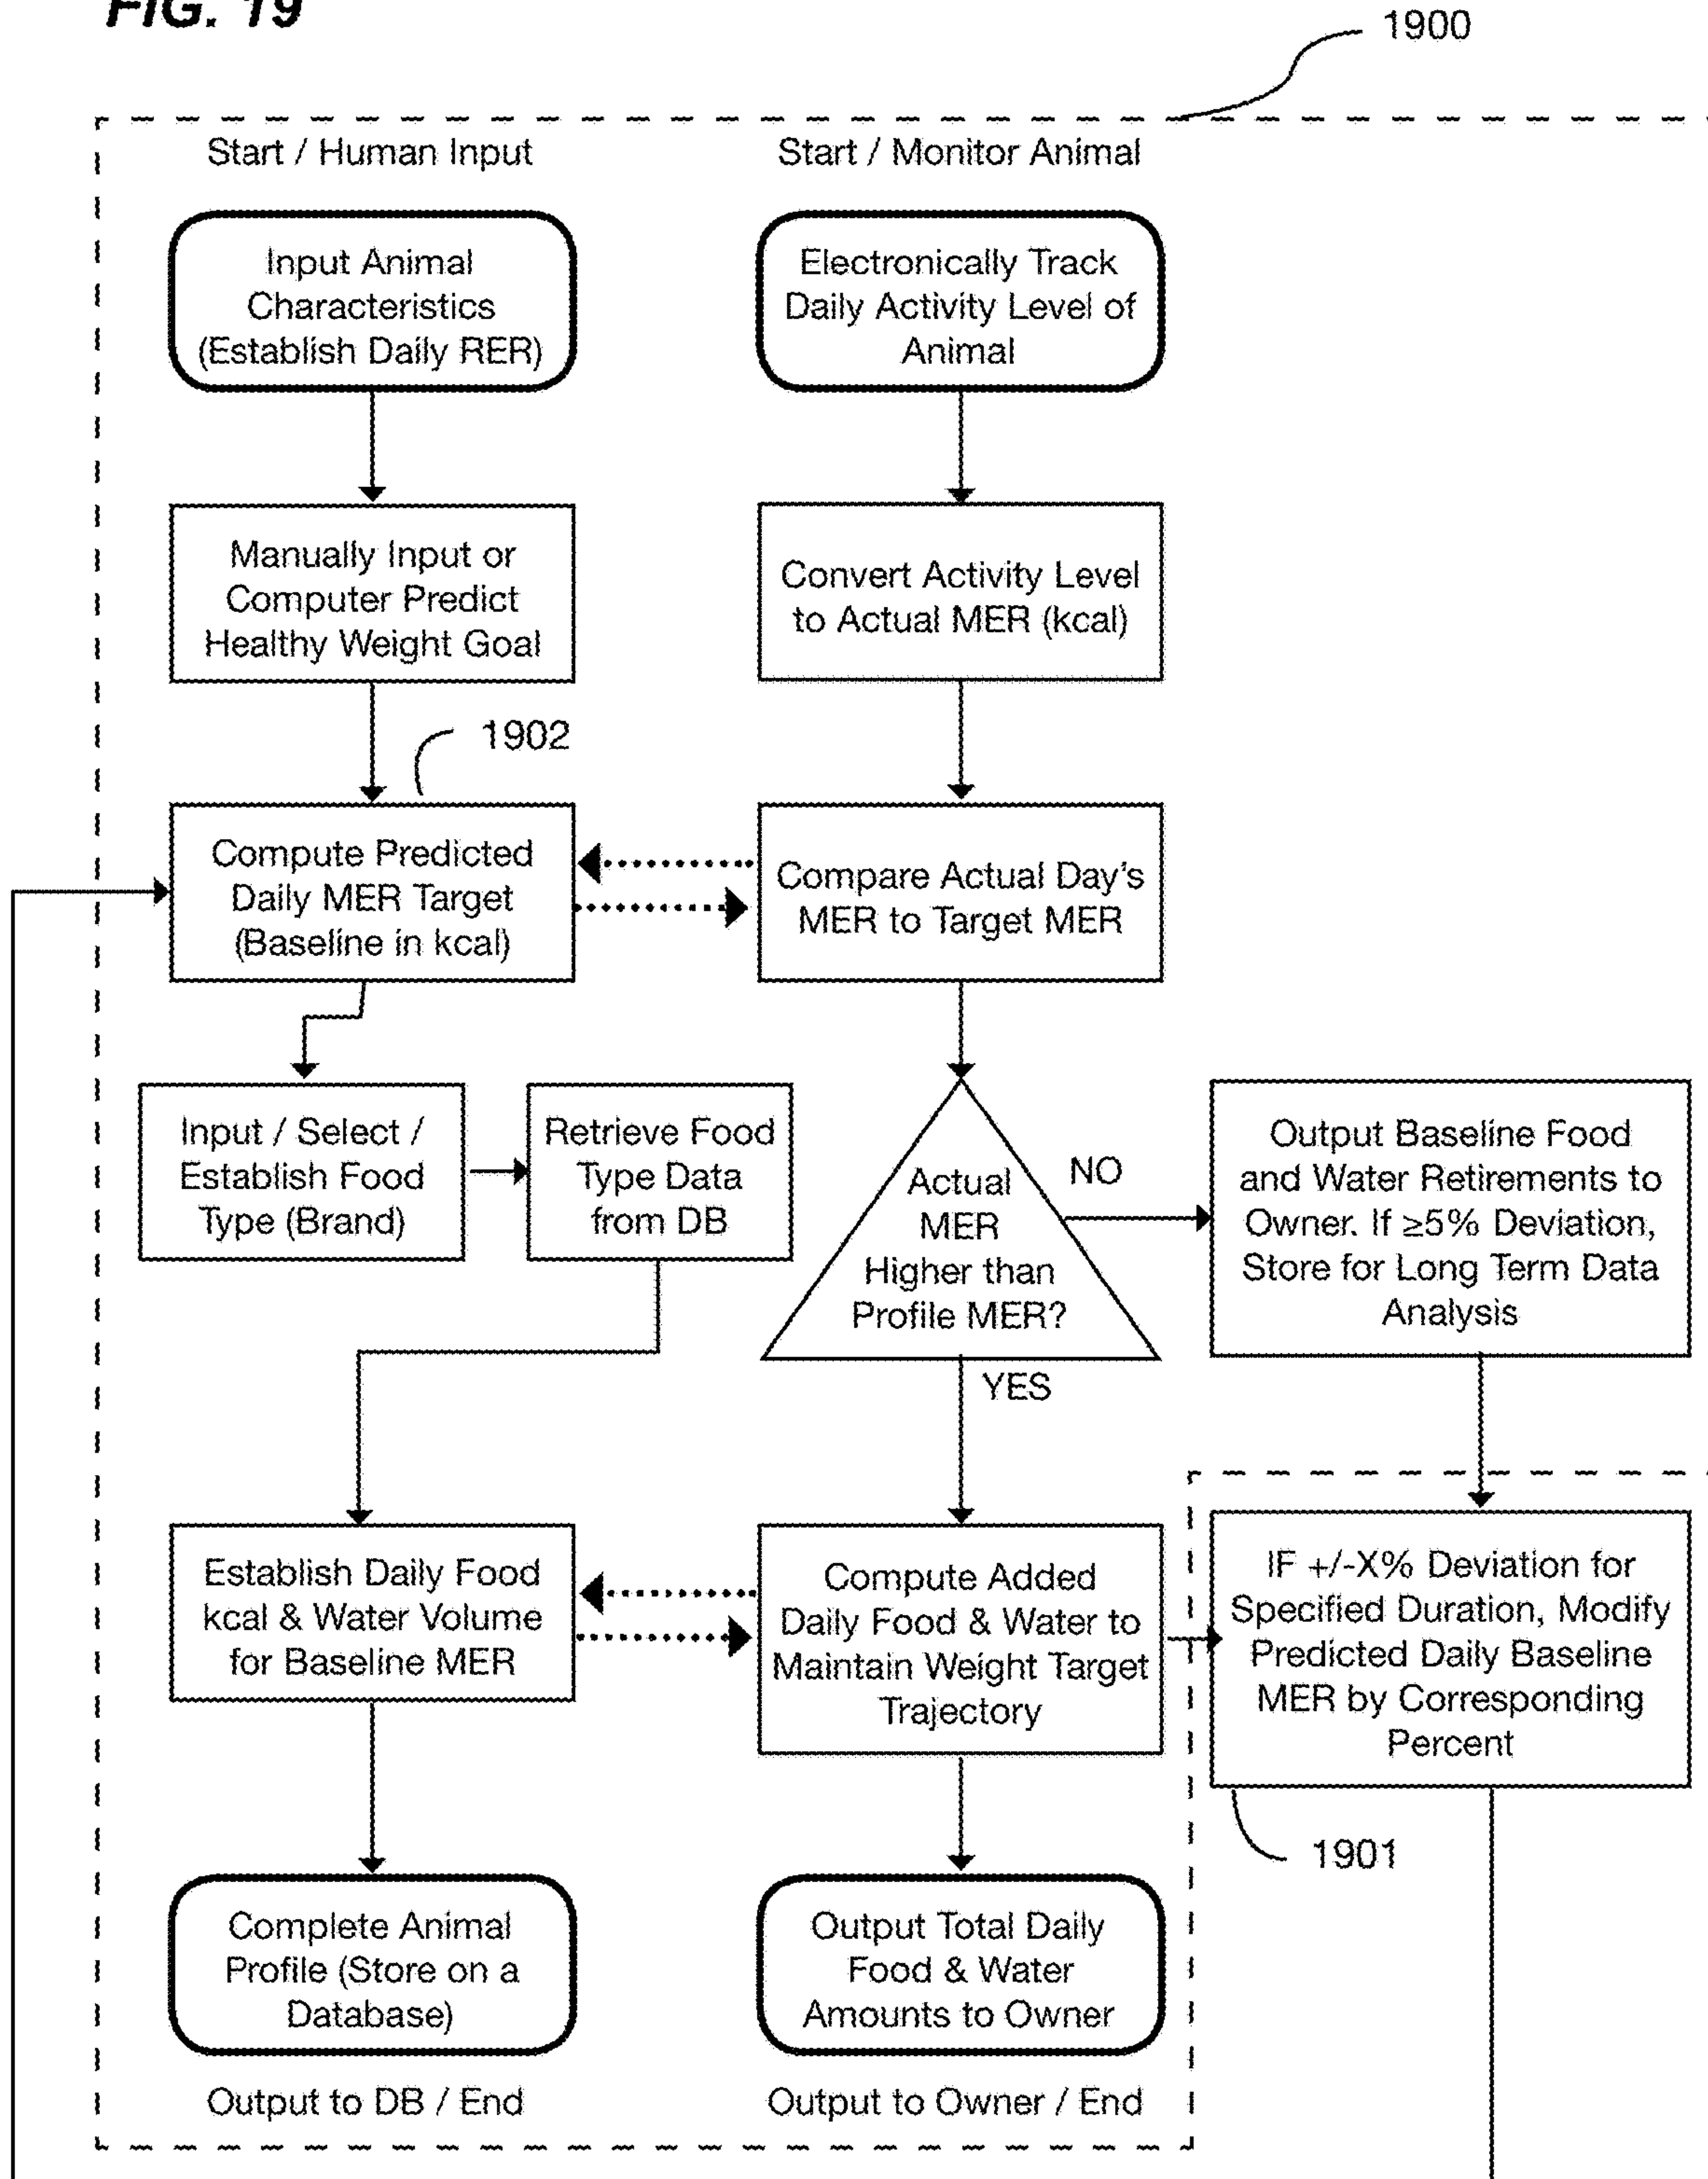 FIG. 19
1900
Start / Human Input
Start / Monitor Animal
Input Animal
Characteristics
(Establish Daily RER)
Electronically Track
Daily Activity Level of
Animal
Manually Input or
Computer Predict
Healthy Weight Goal
Convert Activity Level
to Actual MER (kcal)
1902
Compute Predicted
Daily MER Target
(Baseline in kcal)
Compare Actual Day's
MER to Target MER
Input / Select /
Establish Food
Type (Brand)
Retrieve Food
Type Data
from DB
Actual
MER
Higher than
Profile MER?
NO
YES
Output Baseline Food
and Water Retirements to
Owner. If ≥5% Deviation,
Store for Long Term Data
Analysis
Establish Daily Food
kcal & Water Volume
for Baseline MER
Compute Added
Daily Food & Water to
Maintain Weight Target
Trajectory
IF +/-X% Deviation for
Specified Duration, Modify
Predicted Daily Baseline
MER by Corresponding
Percent
1901
Complete Animal
Profile (Store on a
Database)
Output Total Daily
Food & Water
Amounts to Owner
Output to DB / End
Output to Owner / End